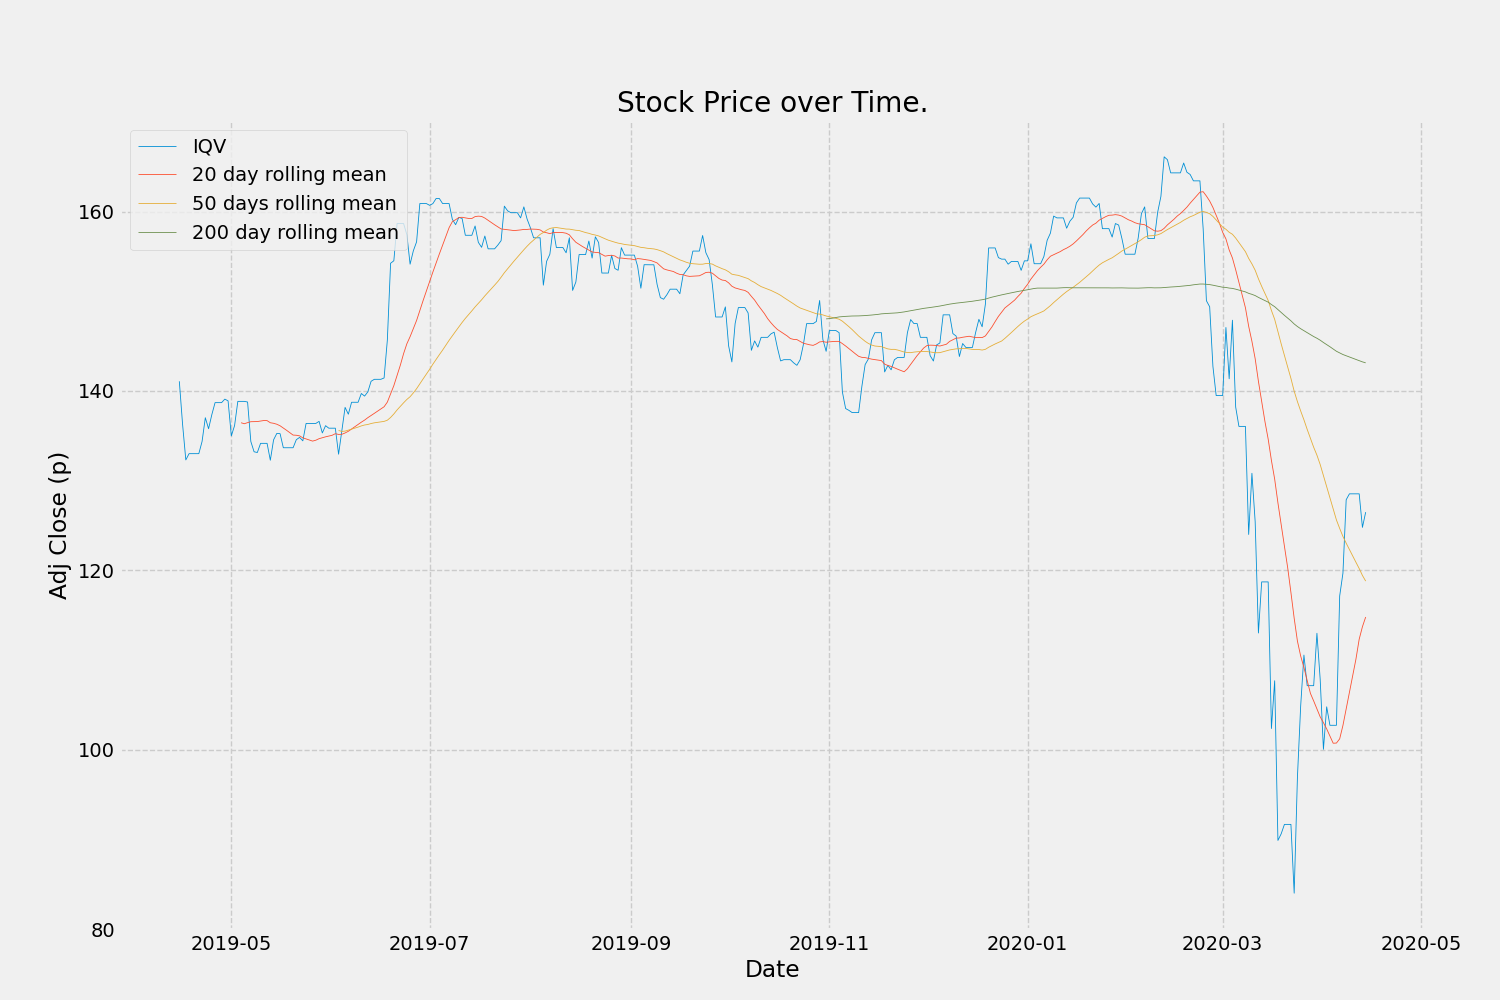 Stock Price over Time.
IQV
20 day rolling mean
50 days rolling mean
200 day rolling mean
160
140
120
100
80
Adj Close (p)
2019-05 2019-07 2019-09 2019-11 2020-01 2020-03 2020-05
Date